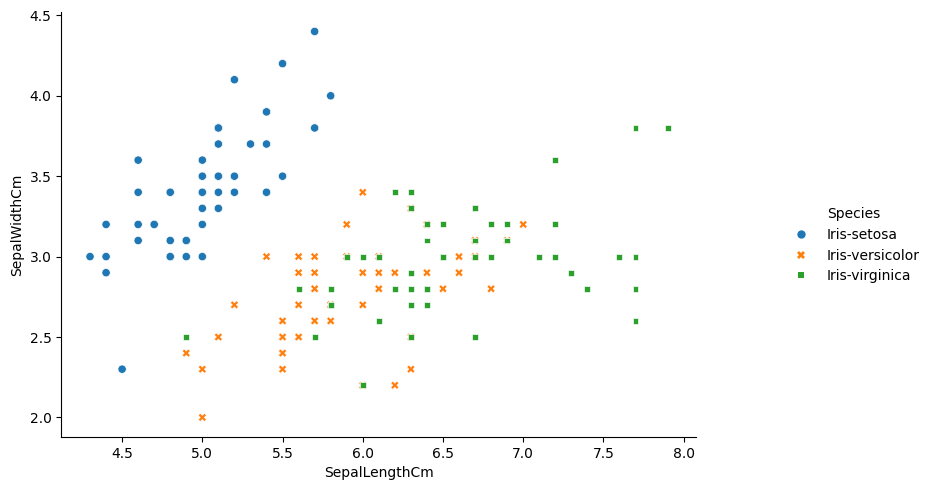 4.5
4.0
3.5
3.0
2.5
2.0
SepalWidthCm
4.5 5.0 5.5 6.0 6.5 7.0 7.5 8.0
SepalLengthCm
Species
Iris-setosa
Iris-versicolor
Iris-virginica